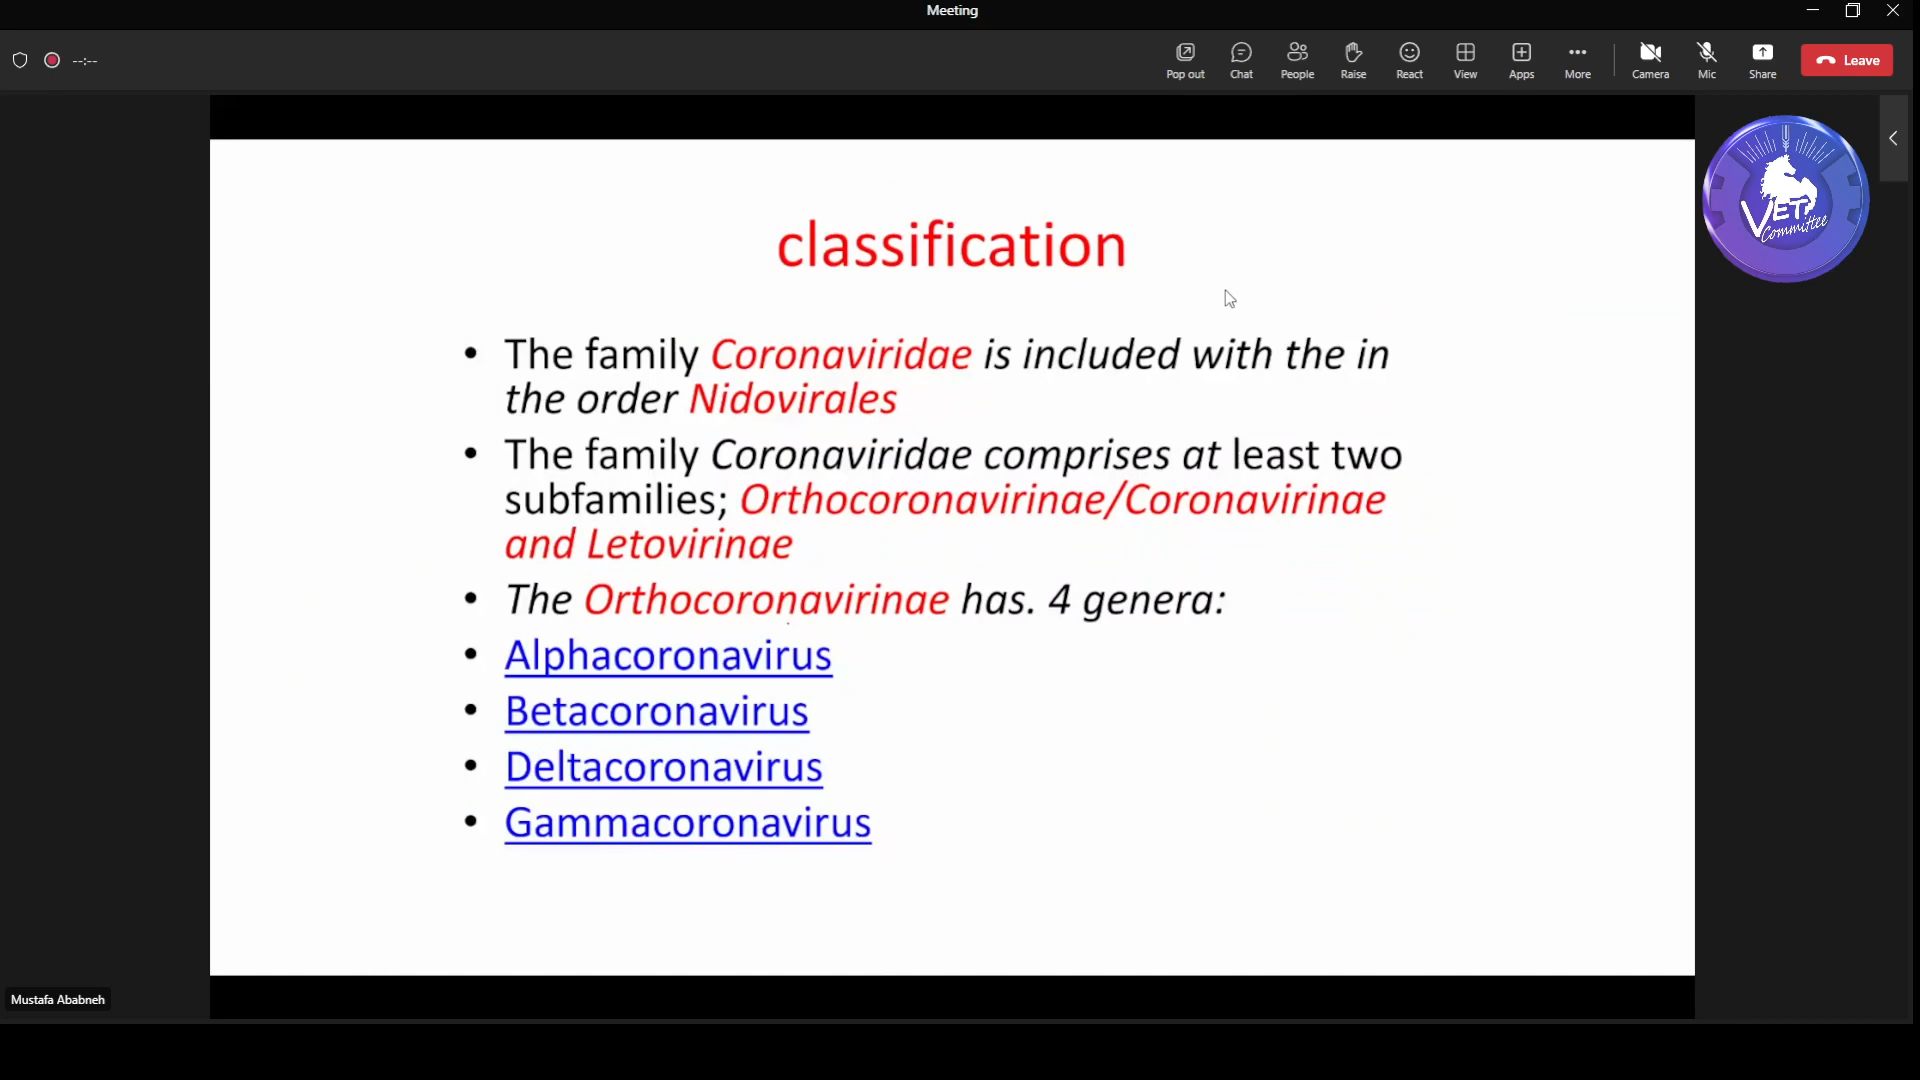 Meeting
--:--
Pop out
Chat
People
Raise
React
View
Apps
More
Camera
Mic
Share
Leave
VET
Committee
classification
• The family Coronaviridae is included with the in
the order Nidovirales
• The family Coronaviridae comprises at least two
subfamilies; Orthocoronavirinae/Coronavirinae
and Letovirinae
• The Orthocoronavirinae has. 4 genera:
• Alphacoronavirus
• Betacoronavirus
• Deltacoronavirus
• Gammacoronavirus
Mustafa Ababneh